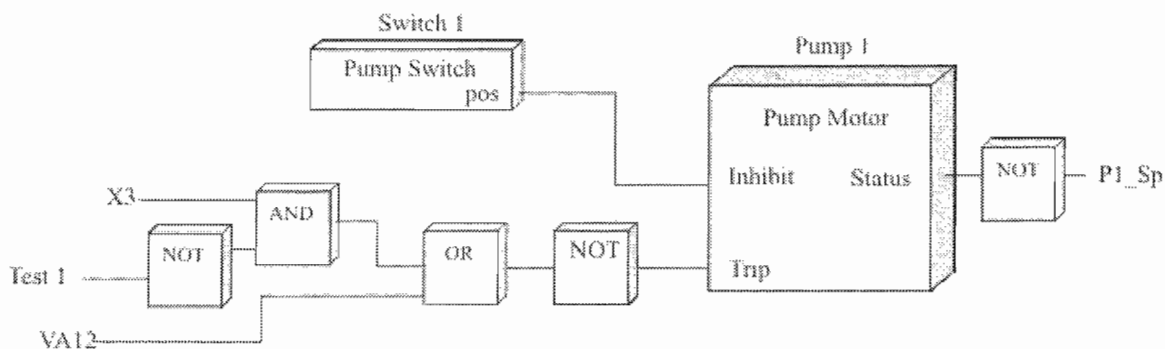 Switch 1
Pump 1
Pump Switch
pos
Pump Motor
Inhibit
Status
NOT
P1_Sp
X3
AND
NOT
OR
NOT
Test 1
Trip
VA12